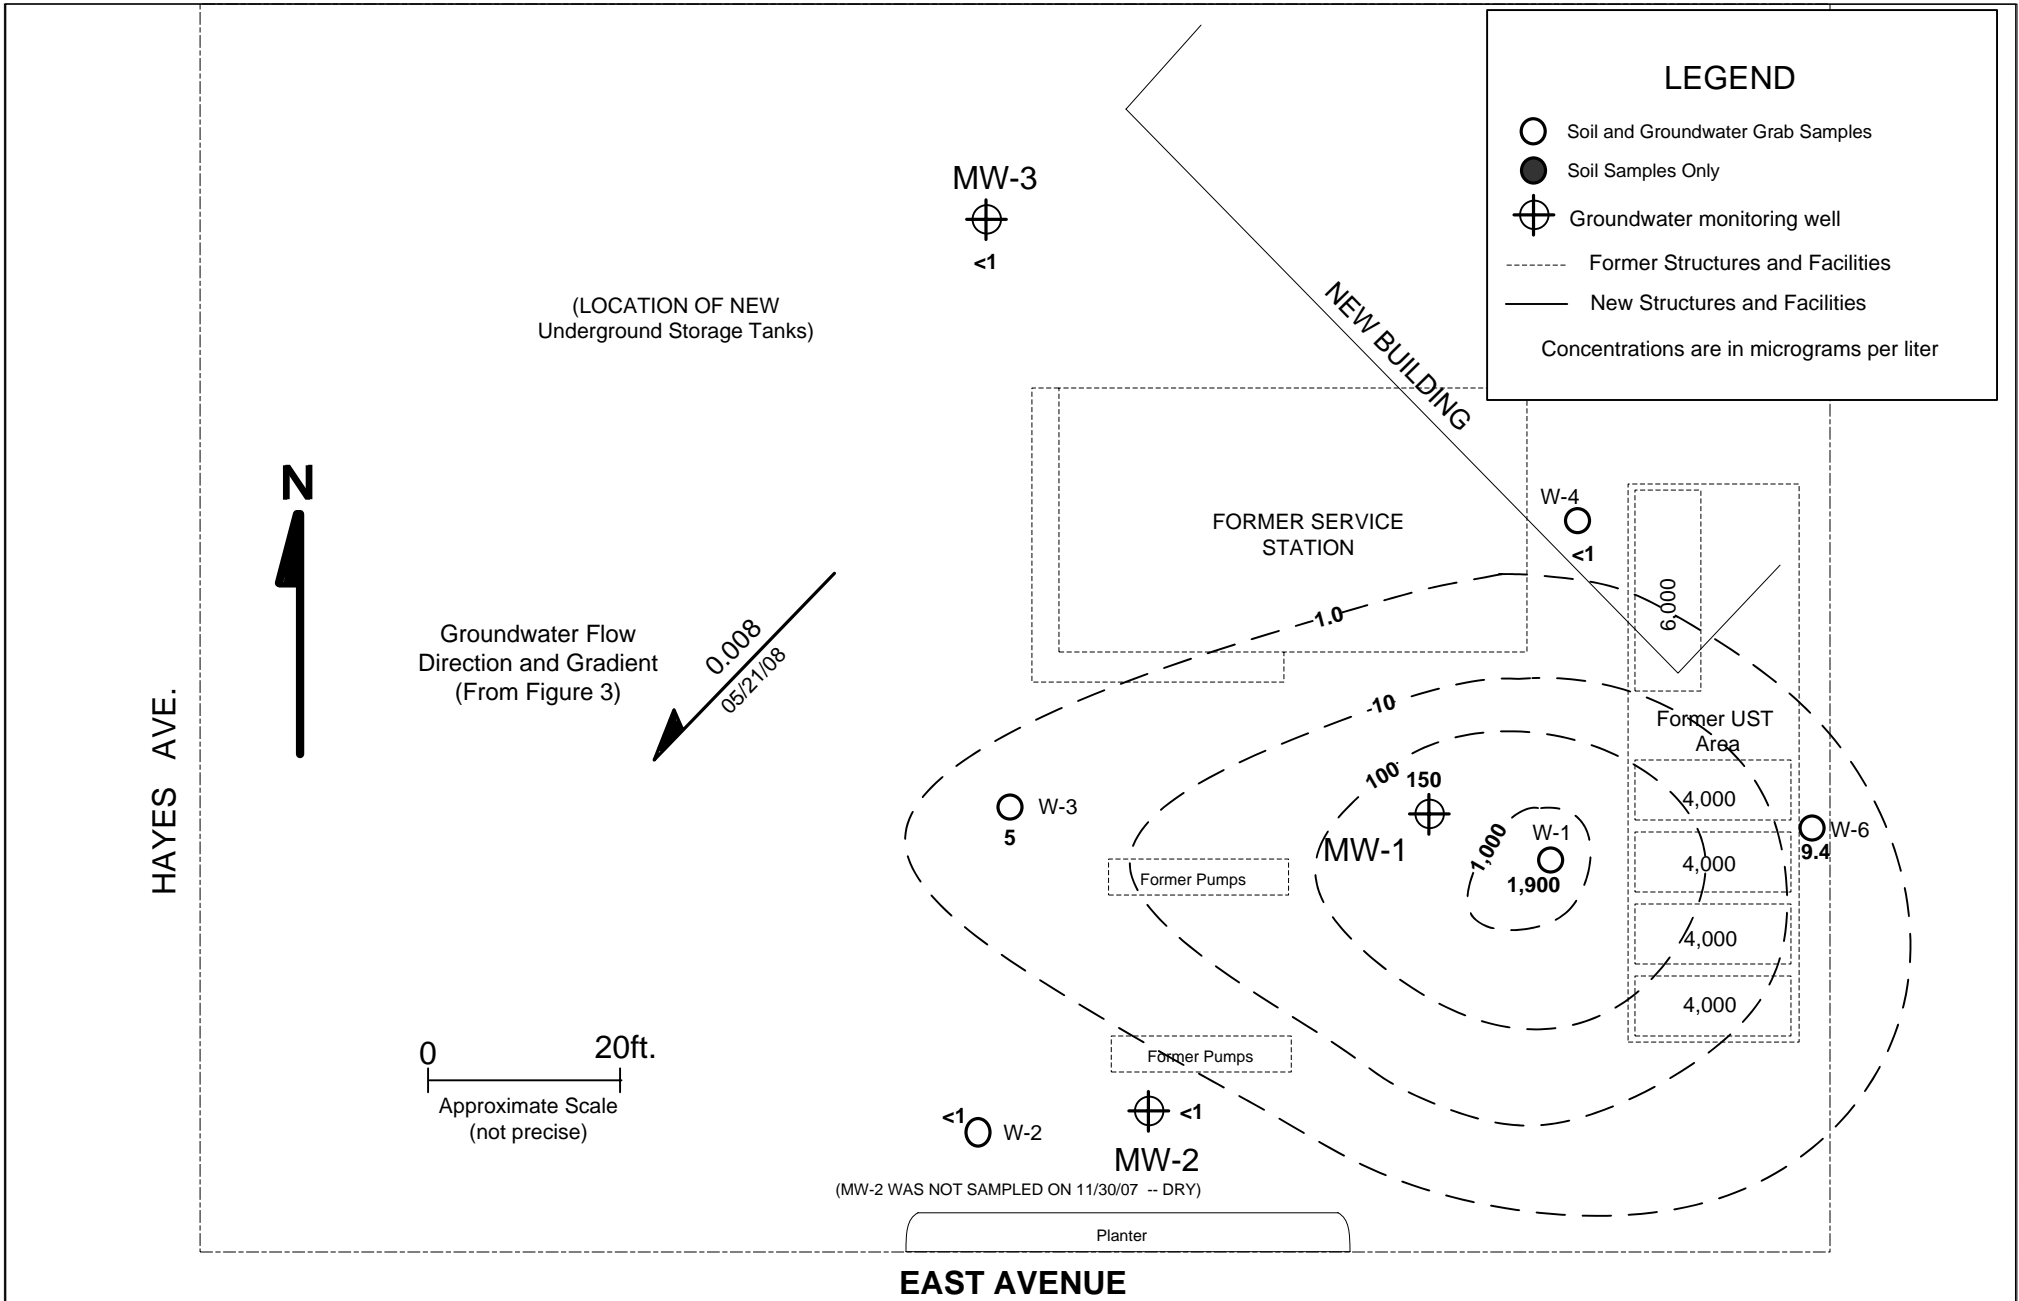 LEGEND
Soil and Groundwater Grab Samples
Soil Samples Only
Groundwater monitoring well
Former Structures and Facilities
New Structures and Facilities
Concentrations are in micrograms per liter
MW-3
<1
(LOCATION OF NEW
Underground Storage Tanks)
NEW BUILDING
N
FORMER SERVICE
STATION
W-4
<1
6,000
1.0
Groundwater Flow
Direction and Gradient
(From Figure 3)
0.008
05/21/08
HAYES AVE.
10
Former UST
Area
100
150
MW-1
1,000
W-1
1,900
4,000
4,000
4,000
4,000
W-6
9.4
W-3
5
Former Pumps
Former Pumps
0
20ft.
Approximate Scale
(not precise)
<1
W-2
<1
MW-2
(MW-2 WAS NOT SAMPLED ON 11/30/07 -- DRY)
Planter
EAST AVENUE